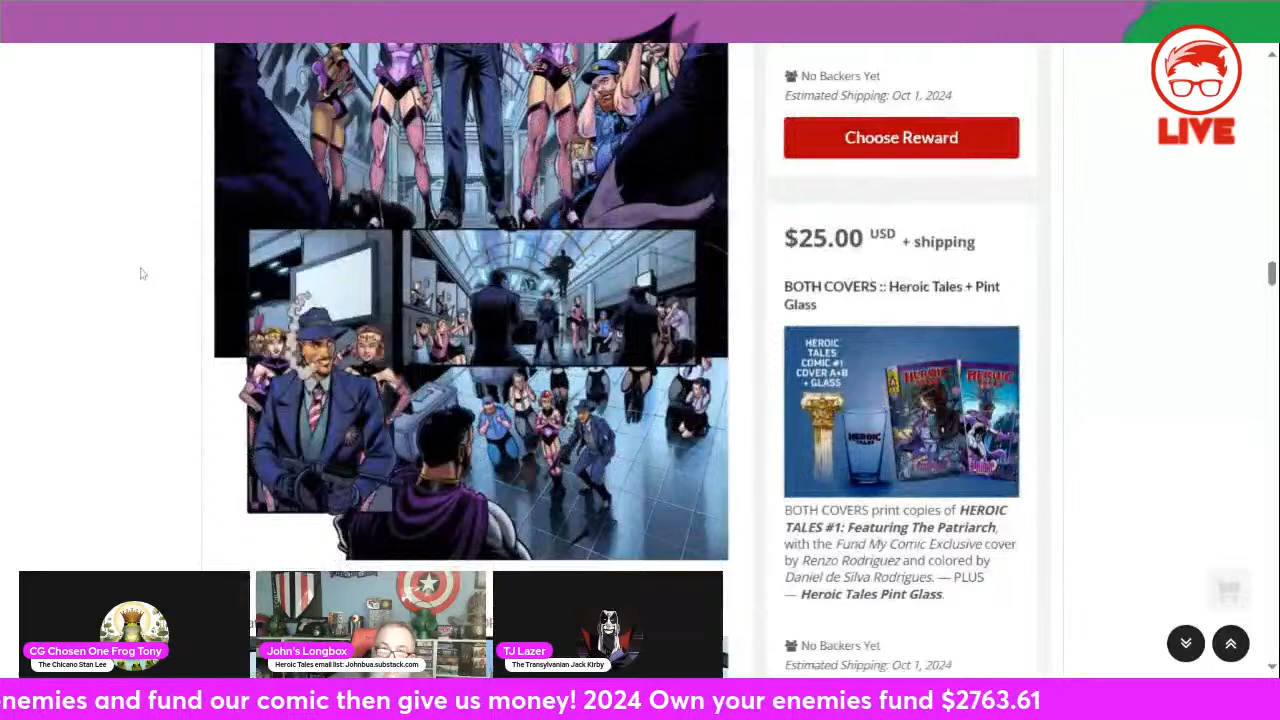 No Backers Yet
Estimated Shipping: Oct 1, 2024
Choose Reward
LIVE
$25.00 USD + shipping
BOTH COVERS :: Heroic Tales + Pint
Glass
HEROIC
TALES
COMIC #1
COVER A+B
+ GLASS
HEROIC
HEROIC
HEROIC
BOTH COVERS print copies of HEROIC
TALES #1: Featuring The Patriarch,
with the Fund My Comic Exclusive cover
by Renzo Rodriguez and colored by
Daniel de Silva Rodrigues. — PLUS
— Heroic Tales Pint Glass.
No Backers Yet
Estimated Shipping: Oct 1, 2024
CG Chosen One Frog Tony
The Chicano Stan Lee
John's Longbox
Heroic Tales email list: Johnbua.substack.com
TJ Lazer
The Transylvanian Jack Kirby
enemies and fund our comic then give us money! 2024 Own your enemies fund $2763.61